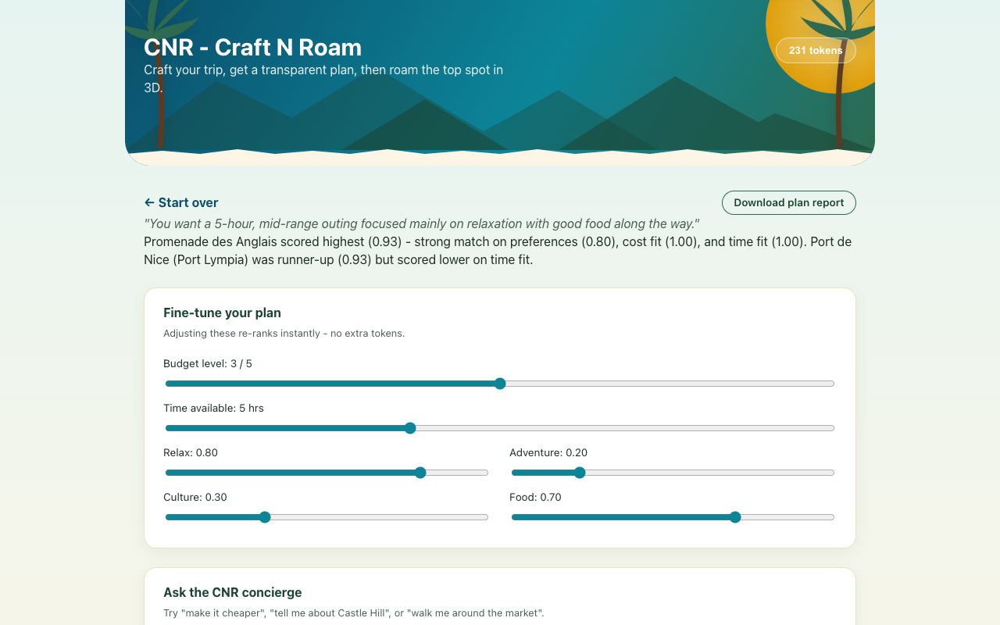 CNR - Craft N Roam
231 tokens
Craft your trip, get a transparent plan, then roam the top spot in
3D.
← Start over
Download plan report
"You want a 5-hour, mid-range outing focused mainly on relaxation with good food along the way."
Promenade des Anglais scored highest (0.93) - strong match on preferences (0.80), cost fit (1.00), and time fit (1.00). Port de
Nice (Port Lympia) was runner-up (0.93) but scored lower on time fit.
Fine-tune your plan
Adjusting these re-ranks instantly - no extra tokens.
Budget level: 3 / 5
Time available: 5 hrs
Relax: 0.80
Adventure: 0.20
Culture: 0.30
Food: 0.70
Ask the CNR concierge
Try "make it cheaper", "tell me about Castle Hill", or "walk me around the market".